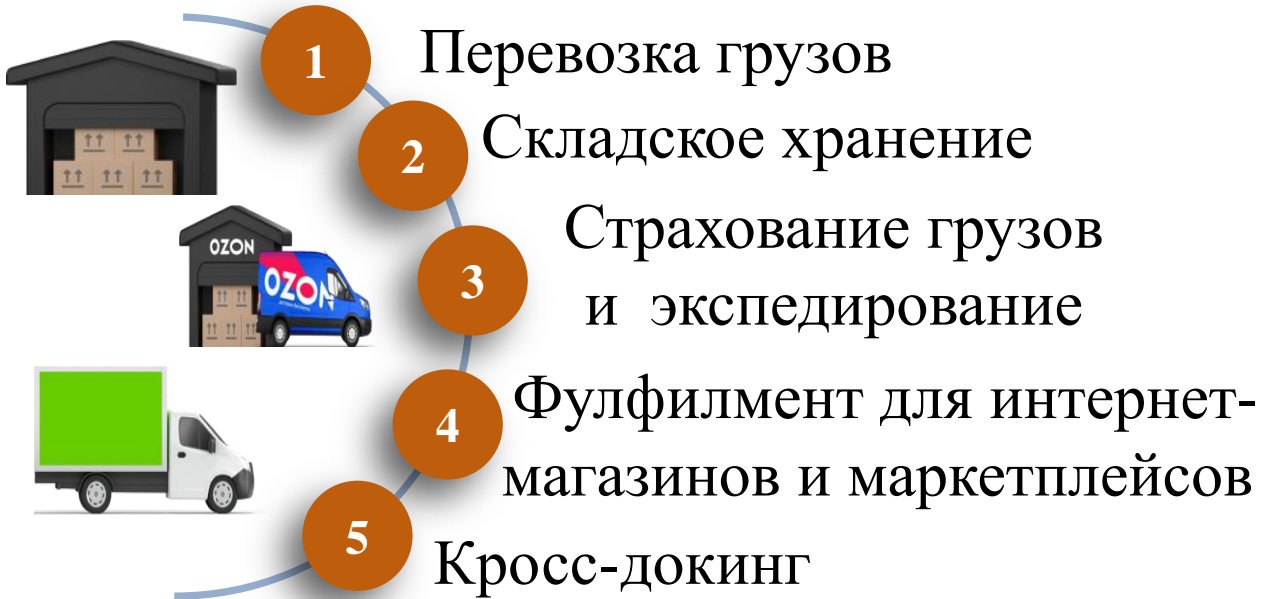 1
Перевозка грузов
2
Складское хранение
OZON
OZON
3
Страхование грузов
и экспедирование
4
Фулфилмент для интернет-
магазинов и маркетплейсов
5
Кросс-докинг